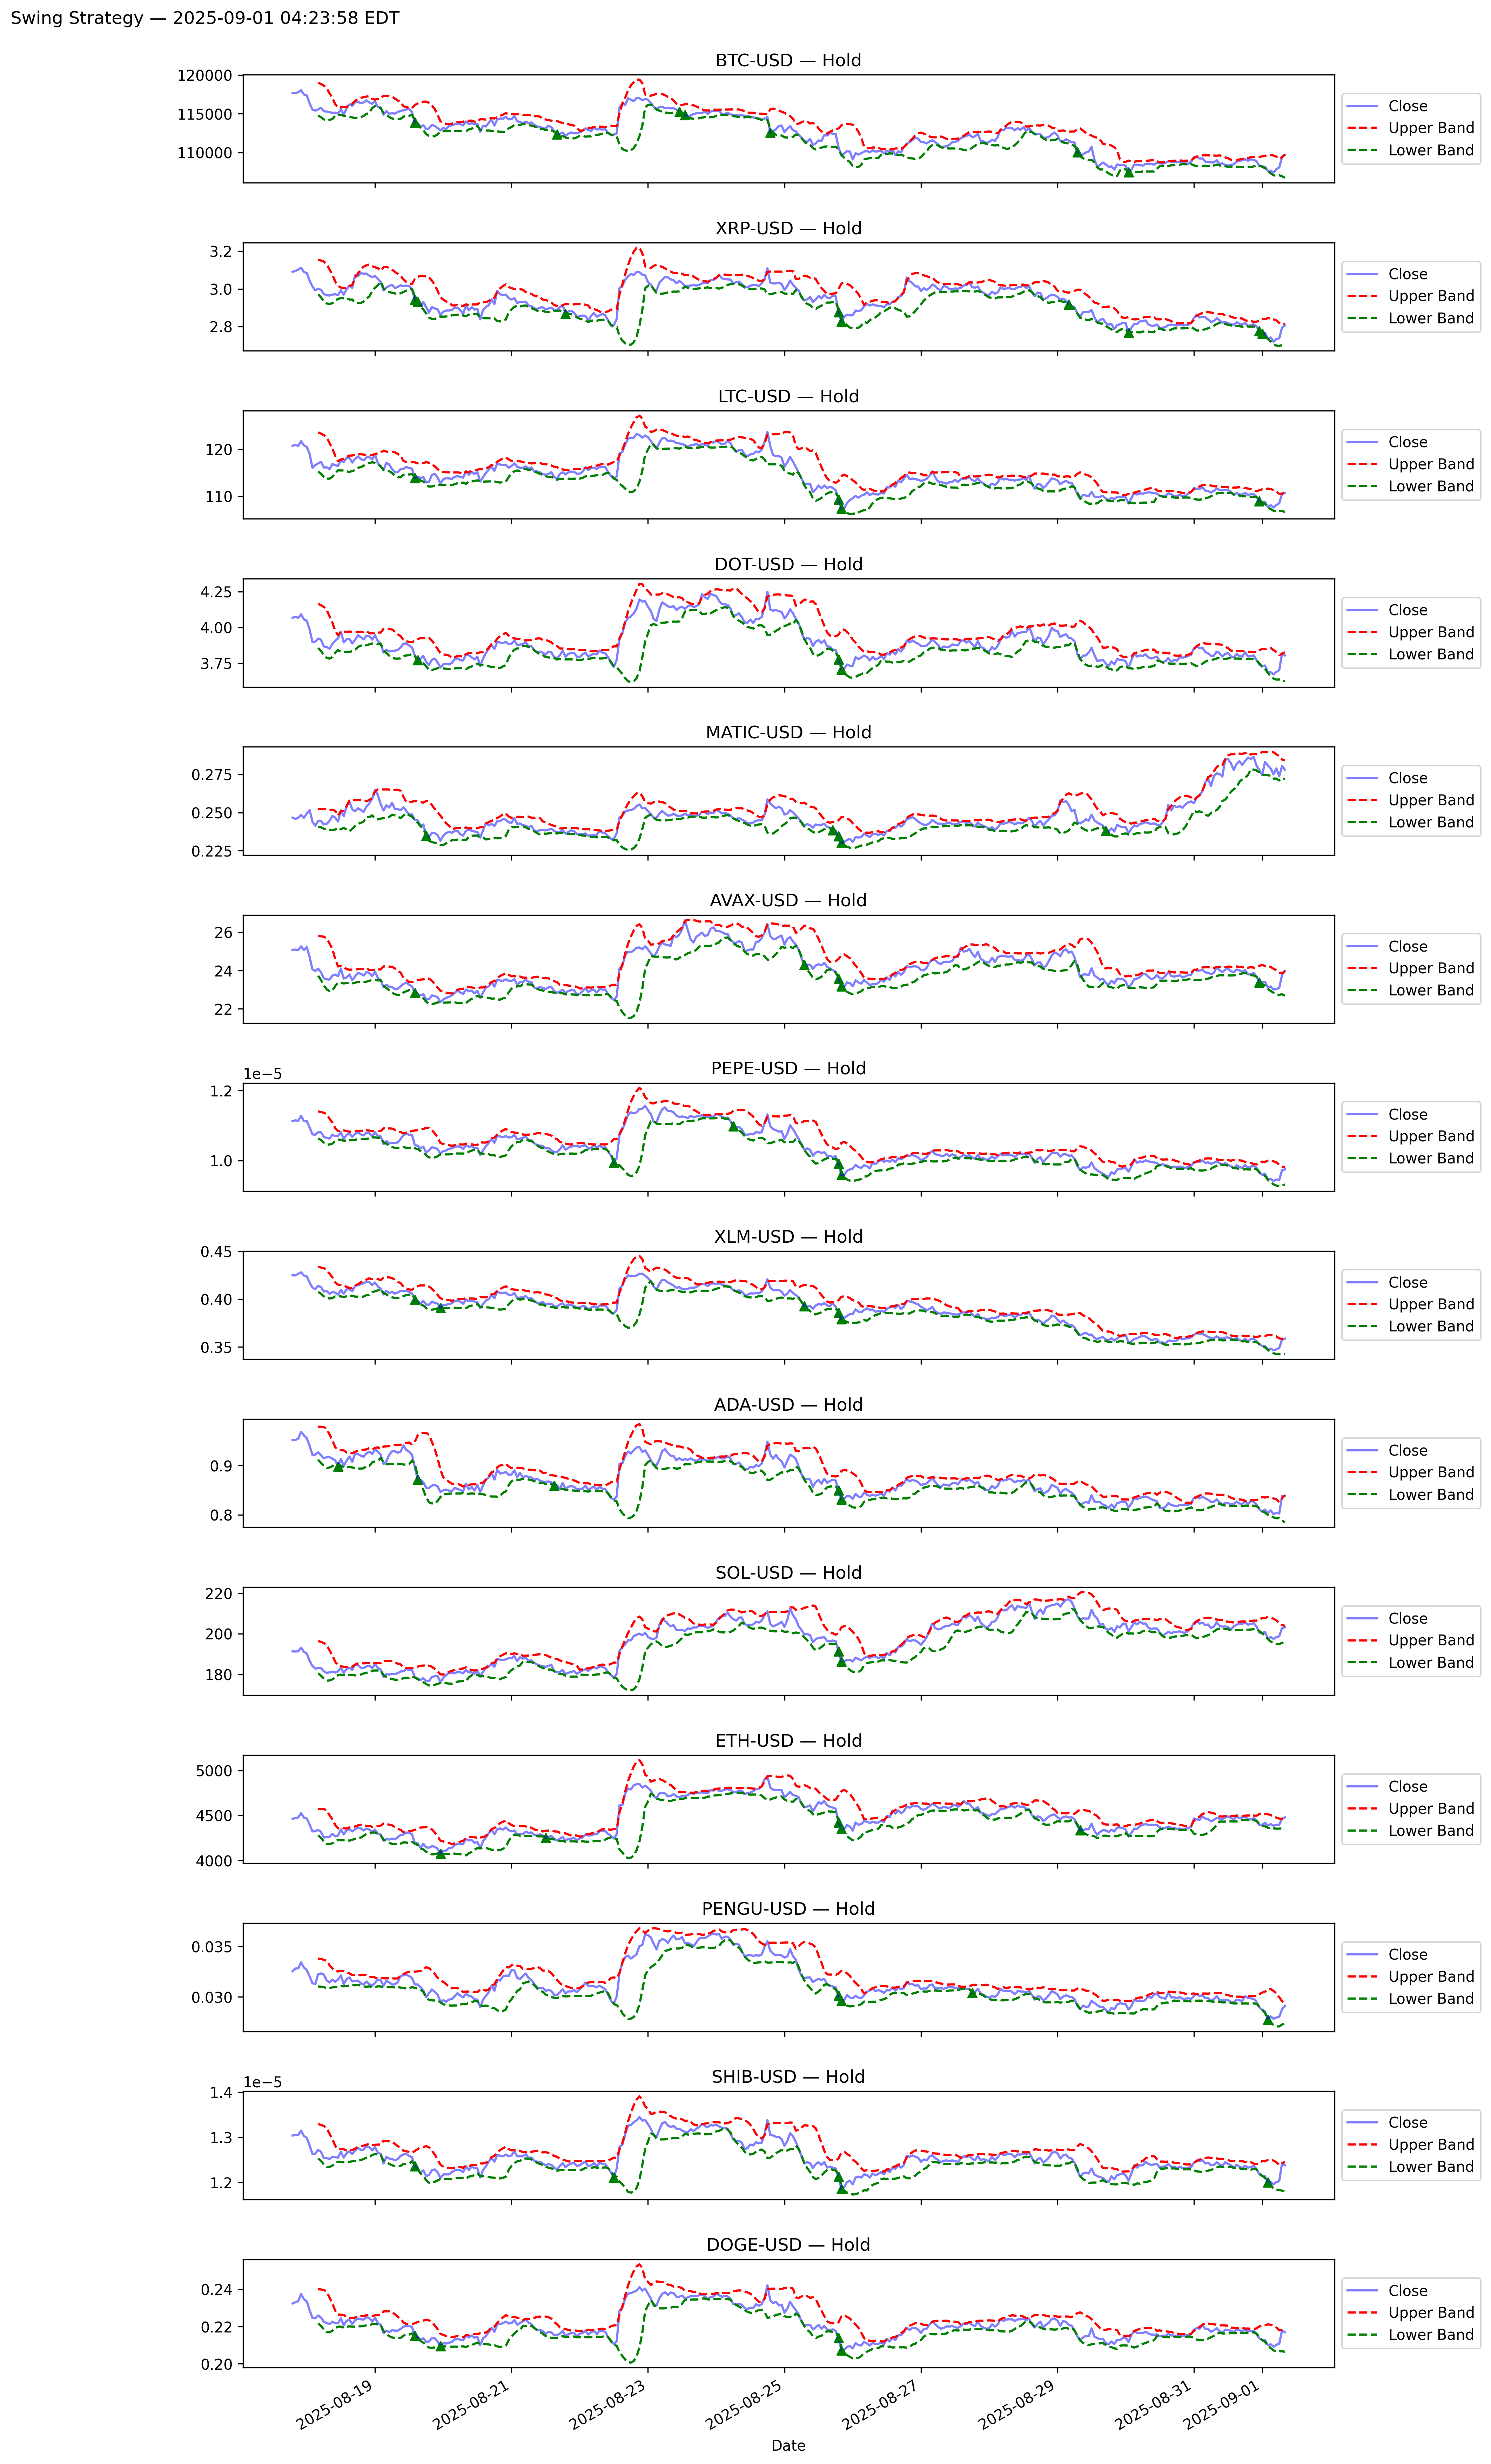 Swing Strategy — 2025-09-01 04:23:58 EDT
BTC-USD — Hold
120000
115000
110000
Close
Upper Band
Lower Band
XRP-USD — Hold
3.2
3.0
2.8
Close
Upper Band
Lower Band
LTC-USD — Hold
120
110
Close
Upper Band
Lower Band
DOT-USD — Hold
4.25
4.00
3.75
Close
Upper Band
Lower Band
MATIC-USD — Hold
0.275
0.250
0.225
Close
Upper Band
Lower Band
AVAX-USD — Hold
26
24
22
Close
Upper Band
Lower Band
PEPE-USD — Hold
1e−5
1.2
1.0
Close
Upper Band
Lower Band
XLM-USD — Hold
0.45
0.40
0.35
Close
Upper Band
Lower Band
ADA-USD — Hold
0.9
0.8
Close
Upper Band
Lower Band
SOL-USD — Hold
220
200
180
Close
Upper Band
Lower Band
ETH-USD — Hold
5000
4500
4000
Close
Upper Band
Lower Band
PENGU-USD — Hold
0.035
0.030
Close
Upper Band
Lower Band
SHIB-USD — Hold
1e−5
1.4
1.3
1.2
Close
Upper Band
Lower Band
DOGE-USD — Hold
0.24
0.22
0.20
Close
Upper Band
Lower Band
2025-08-19
2025-08-21
2025-08-23
2025-08-25
2025-08-27
2025-08-29
2025-08-31
2025-09-01
Date